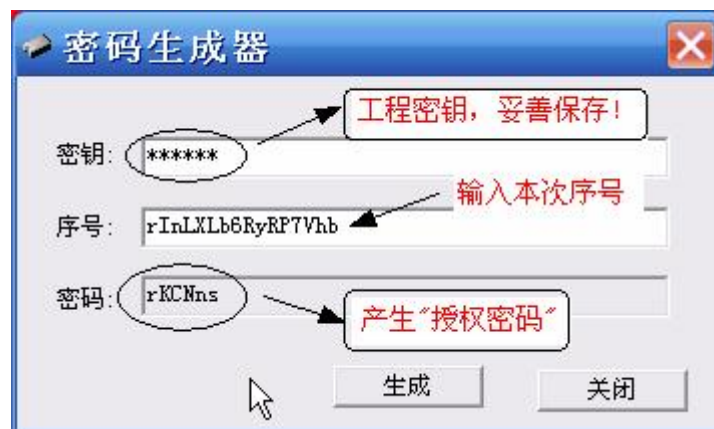 密码生成器
工程密钥，妥善保存！
密钥: ******
输入本次序号
序号: rInLXLb6RyRP7Vhb
密码: rKCNns
产生"授权密码"
生成 关闭